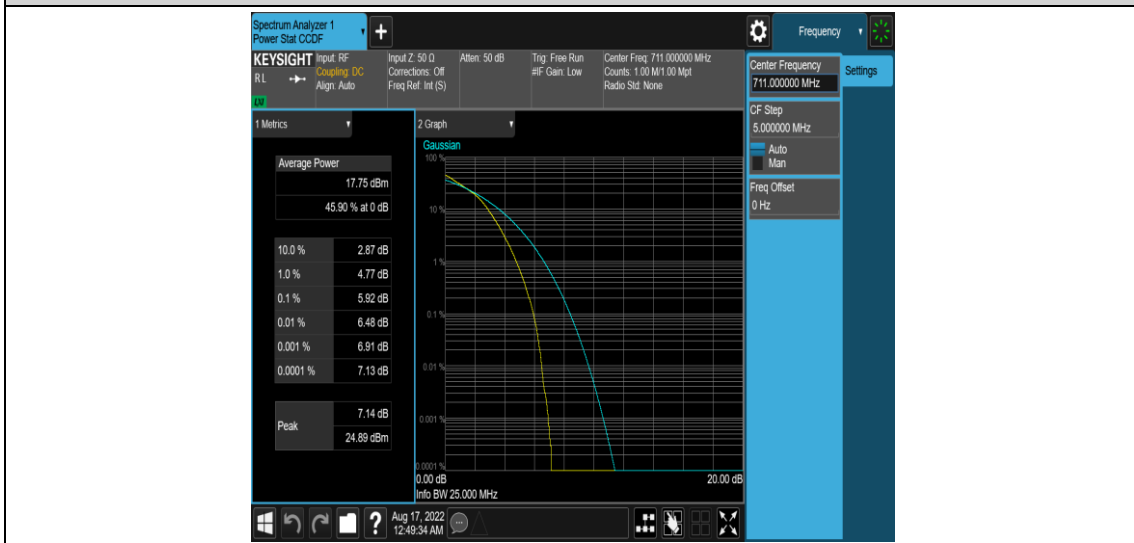 Spectrum Analyzer 1
Power Stat CCDF
+
Frequency
KEYSIGHT
RL
LXI
Input: RF
Coupling: DC
Align: Auto
Input Z: 50 Ω
Corrections: Off
Freq Ref: Int (S)
Atten: 50 dB
Trig: Free Run
#IF Gain: Low
Center Freq: 711.000000 MHz
Counts: 1.00 M/1.00 Mpt
Radio Std: None
Center Frequency
711.000000 MHz
Settings
CF Step
5.000000 MHz
Auto
Man
Freq Offset
0 Hz
1 Metrics
Average Power
17.75 dBm
45.90 % at 0 dB
10.0 % 2.87 dB
1.0 % 4.77 dB
0.1 % 5.92 dB
0.01 % 6.48 dB
0.001 % 6.91 dB
0.0001 % 7.13 dB
Peak
7.14 dB
24.89 dBm
2 Graph
Gaussian
100 %
10 %
1 %
0.1 %
0.01 %
0.001 %
0.0001 %
0.00 dB 20.00 dB
Info BW 25.000 MHz
?
Aug 17, 2022
12:49:34 AM